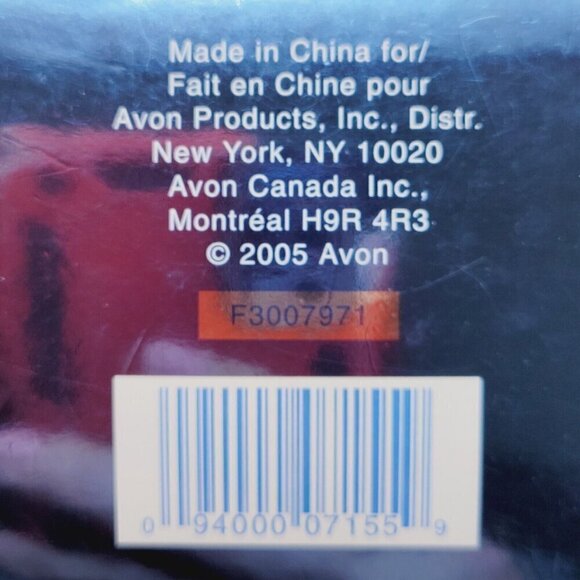 Made in China for/
Fait en Chine pour
Avon Products, Inc., Distr.
New York, NY 10020
Avon Canada Inc.,
Montréal H9R 4R3
© 2005 Avon
F3007971
0 94000 07155 9